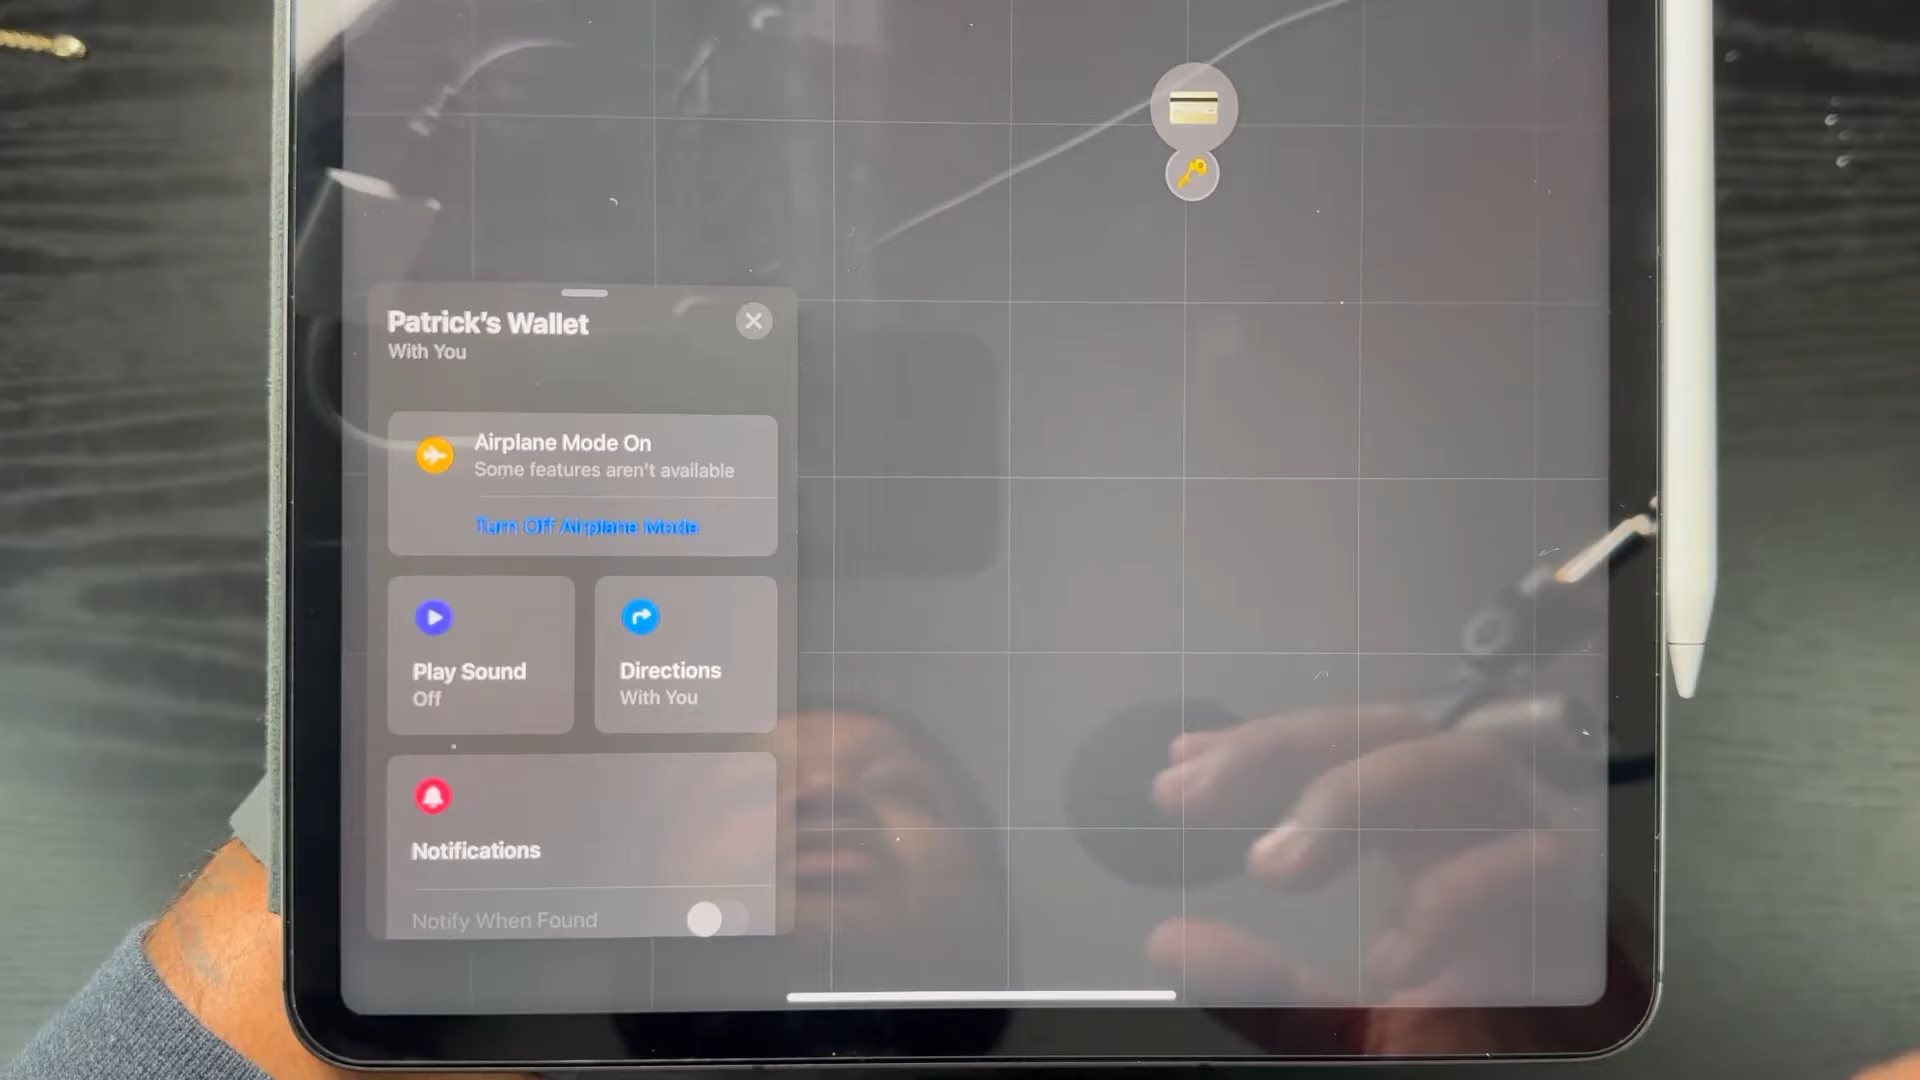 Patrick's Wallet
With You
Airplane Mode On
Some features aren't available
Turn Off Airplane Mode
Play Sound
Off
Directions
With You
Notifications
Notify When Found